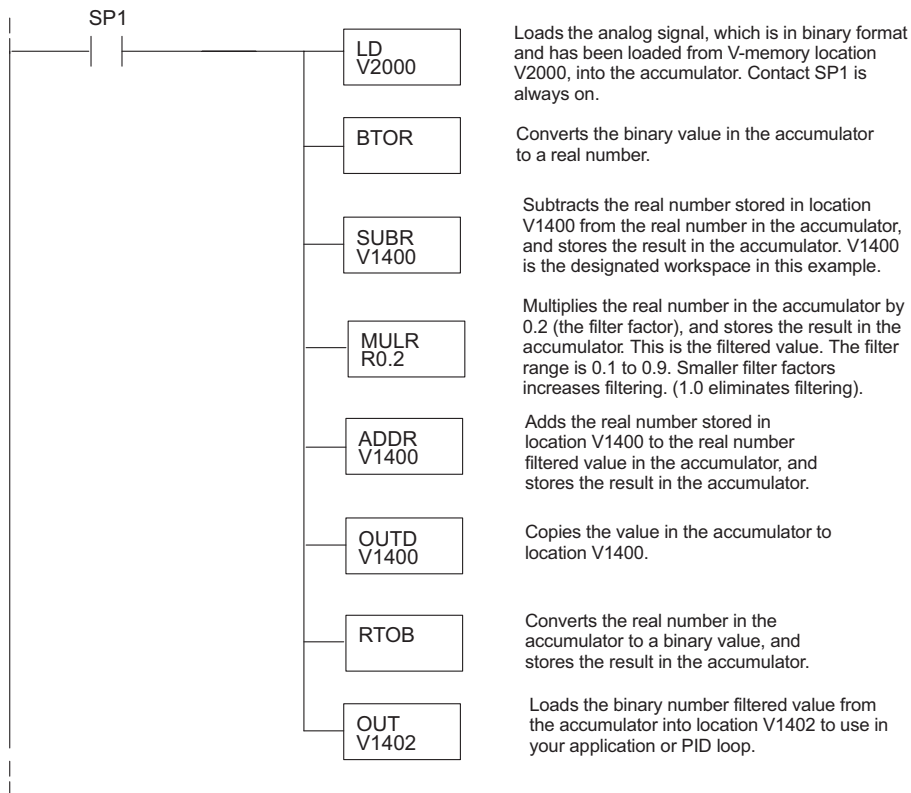 SP1
LD
V2000
Loads the analog signal, which is in binary format
and has been loaded from V-memory location
V2000, into the accumulator. Contact SP1 is
always on.
BTOR
Converts the binary value in the accumulator
to a real number.
SUBR
V1400
Subtracts the real number stored in location
V1400 from the real number in the accumulator,
and stores the result in the accumulator. V1400
is the designated workspace in this example.
MULR
R0.2
Multiplies the real number in the accumulator by
0.2 (the filter factor), and stores the result in the
accumulator. This is the filtered value. The filter
range is 0.1 to 0.9. Smaller filter factors
increases filtering. (1.0 eliminates filtering).
ADDR
V1400
Adds the real number stored in
location V1400 to the real number
filtered value in the accumulator, and
stores the result in the accumulator.
OUTD
V1400
Copies the value in the accumulator to
location V1400.
RTOB
Converts the real number in the
accumulator to a binary value, and
stores the result in the accumulator.
OUT
V1402
Loads the binary number filtered value from
the accumulator into location V1402 to use in
your application or PID loop.